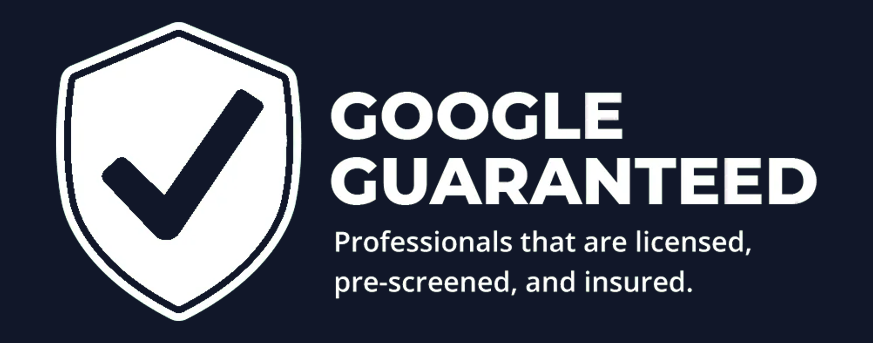 GOOGLE
GUARANTEED
Professionals that are licensed,
pre-screened, and insured.